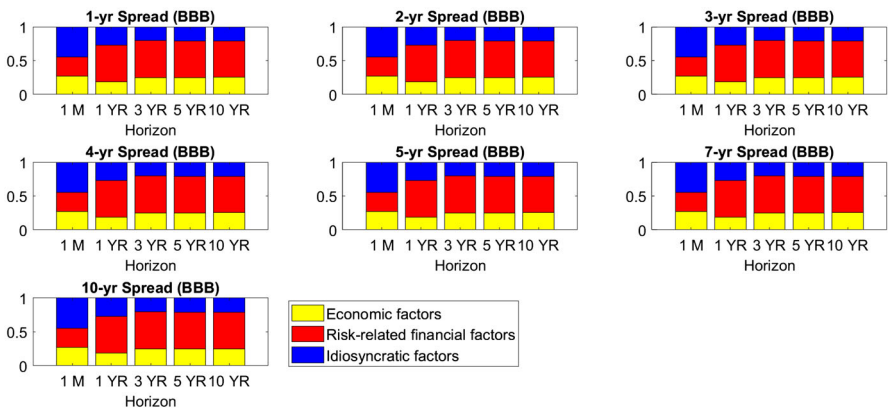 1-yr Spread (BBB)
1
0.5
0
1 M 1 YR 3 YR 5 YR 10 YR
Horizon
2-yr Spread (BBB)
1
0.5
0
1 M 1 YR 3 YR 5 YR 10 YR
Horizon
3-yr Spread (BBB)
1
0.5
0
1 M 1 YR 3 YR 5 YR 10 YR
Horizon
4-yr Spread (BBB)
1
0.5
0
1 M 1 YR 3 YR 5 YR 10 YR
Horizon
5-yr Spread (BBB)
1
0.5
0
1 M 1 YR 3 YR 5 YR 10 YR
Horizon
7-yr Spread (BBB)
1
0.5
0
1 M 1 YR 3 YR 5 YR 10 YR
Horizon
10-yr Spread (BBB)
1
0.5
0
1 M 1 YR 3 YR 5 YR 10 YR
Horizon
Economic factors
Risk-related financial factors
Idiosyncratic factors